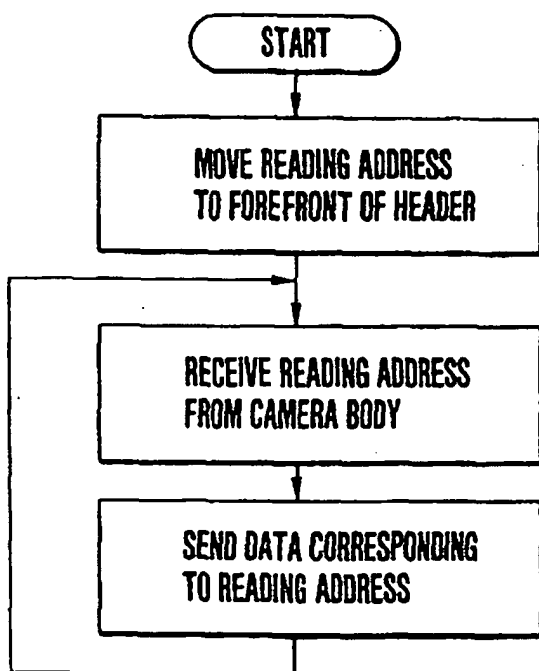 START
MOVE READING ADDRESS
TO FOREFRONT OF HEADER
RECEIVE READING ADDRESS
FROM CAMERA BODY
SEND DATA CORRESPONDING
TO READING ADDRESS